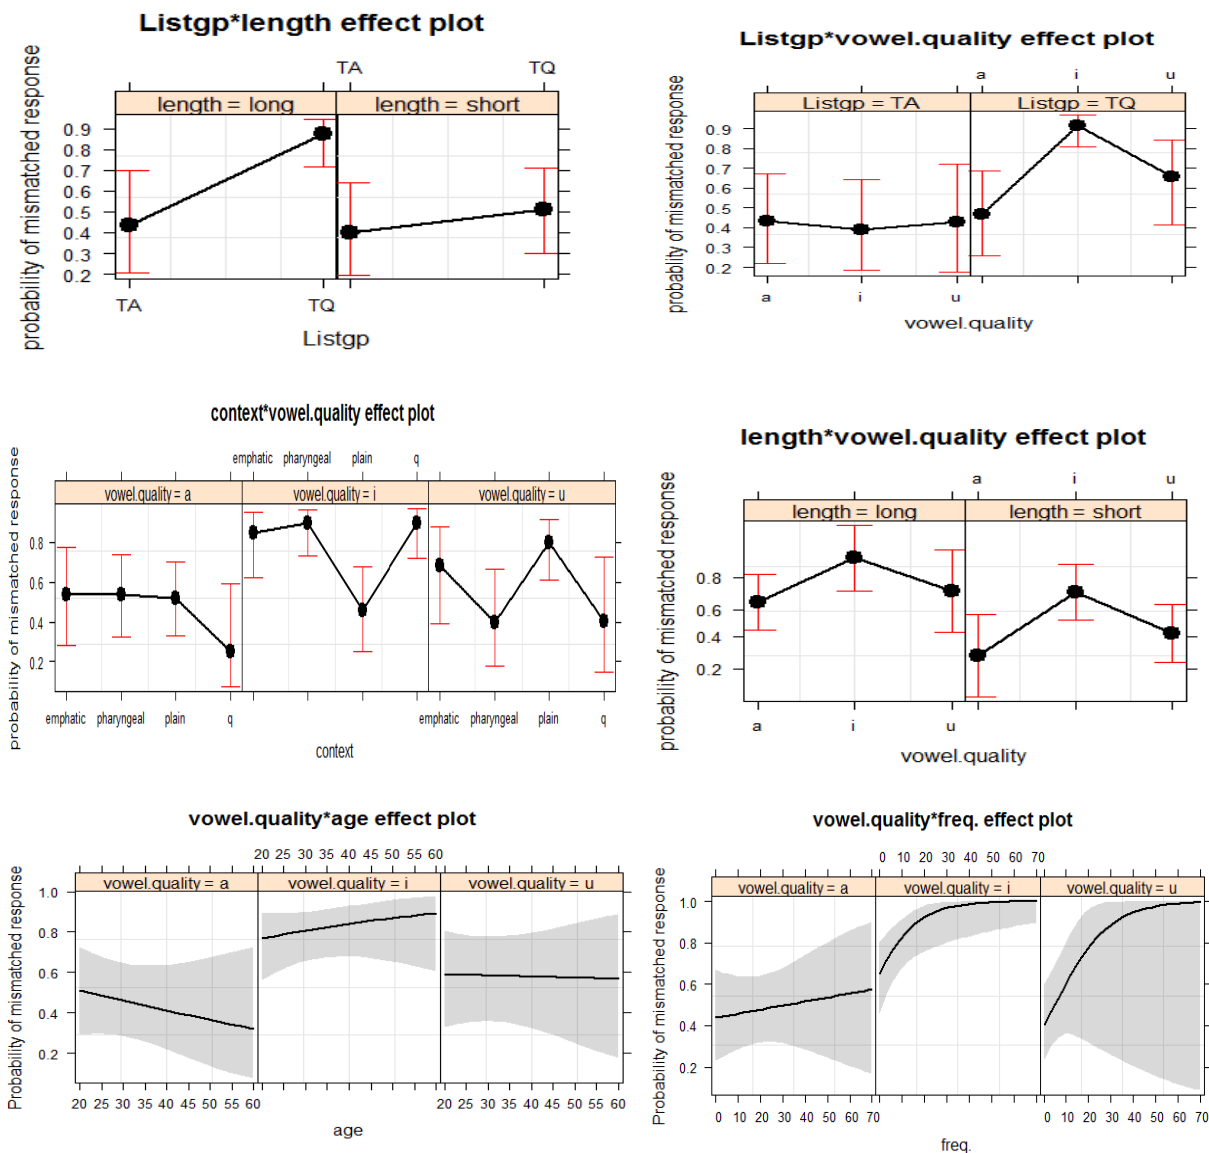 Listgp*length effect plot
TA TQ
length = long length = short
probability of mismatched response
0.9
0.8
0.7
0.6
0.5
0.4
0.3
0.2
TA TQ
Listgp
Listgp*vowel.quality effect plot
a i u
Listgp = TA Listgp = TQ
probability of mismatched response
0.9
0.8
0.7
0.6
0.5
0.4
0.3
0.2
a i u
vowel.quality
context*vowel.quality effect plot
emphatic pharyngeal plain q
vowel.quality = a vowel.quality = i vowel.quality = u
probability of mismatched response
0.8
0.6
0.4
0.2
emphatic pharyngeal plain q emphatic pharyngeal plain q
context
length*vowel.quality effect plot
a i u
length = long length = short
probability of mismatched response
0.8
0.6
0.4
0.2
a i u
vowel.quality
vowel.quality*age effect plot
20 25 30 35 40 45 50 55 60
vowel.quality = a vowel.quality = i vowel.quality = u
Probability of mismatched response
1.0
0.8
0.6
0.4
0.2
20 25 30 35 40 45 50 55 60 20 25 30 35 40 45 50 55 60
age
vowel.quality*freq. effect plot
0 10 20 30 40 50 60 70
vowel.quality = a vowel.quality = i vowel.quality = u
Probability of mismatched response
1.0
0.8
0.6
0.4
0.2
0 10 20 30 40 50 60 70 0 10 20 30 40 50 60 70
freq.